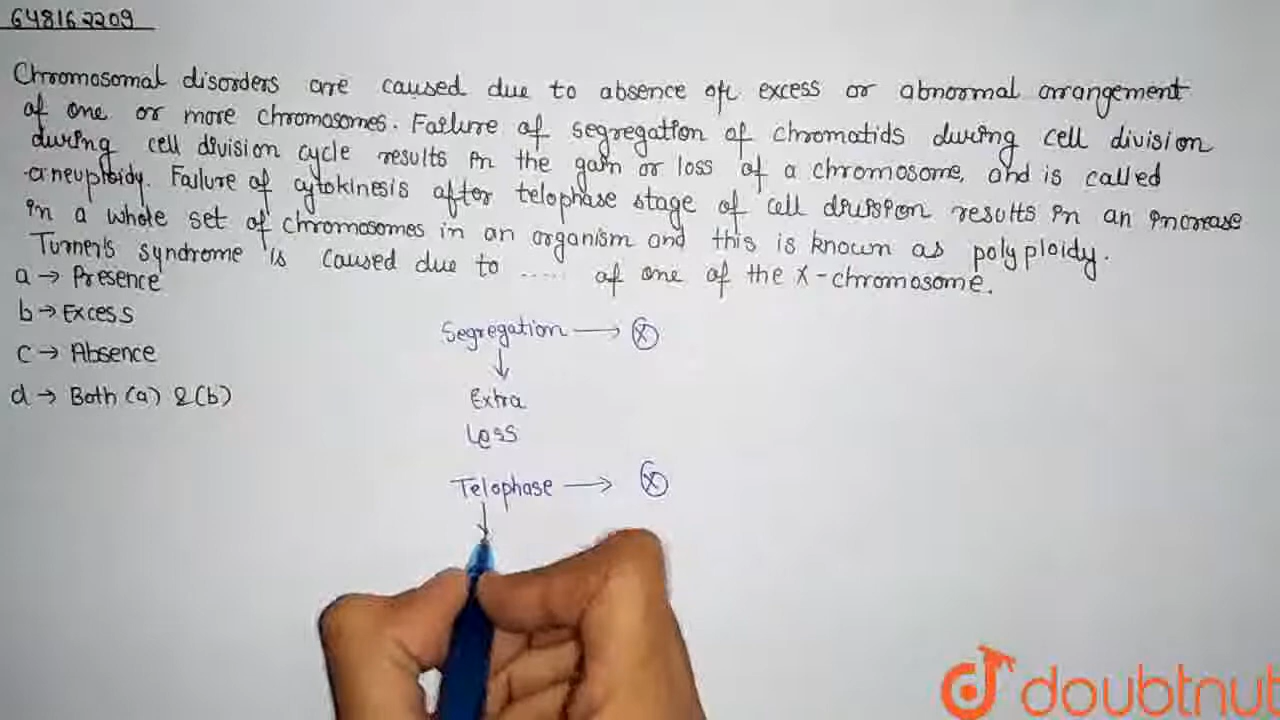 648162209
Chromosomal disorders are caused due to absence or excess or abnormal arrangement
of one or more chromosomes. Failure of segregation of chromatids during cell division
during cell division cycle results in the gain or loss of a chromosome, and is called
aneuploidy. Failure of cytokinesis after telophase stage of cell division results in an increase
in a whole set of chromosomes in an organism and this is known as polyploidy.
Turner's syndrome is caused due to ..... of one of the X-chromosome.
a → Presence
b → Excess
c → Absence
d → Both (a) & (b)
Segregation → X
↓
Extra
Less
Telophase → X
↓
doubtnut